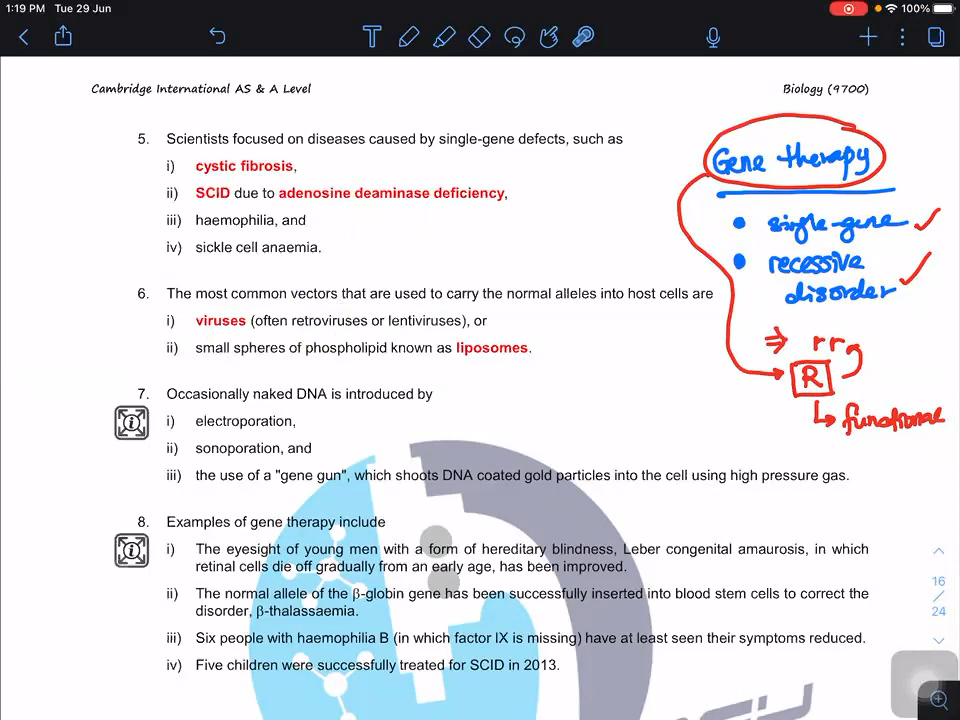 1:19 PM Tue 29 Jun
100%
T
Cambridge International AS & A Level
Biology (9700)
5. Scientists focused on diseases caused by single-gene defects, such as
i) cystic fibrosis,
ii) SCID due to adenosine deaminase deficiency,
iii) haemophilia, and
iv) sickle cell anaemia.
6. The most common vectors that are used to carry the normal alleles into host cells are
i) viruses (often retroviruses or lentiviruses), or
ii) small spheres of phospholipid known as liposomes.
7. Occasionally naked DNA is introduced by
i) electroporation,
ii) sonoporation, and
iii) the use of a "gene gun", which shoots DNA coated gold particles into the cell using high pressure gas.
8. Examples of gene therapy include
i) The eyesight of young men with a form of hereditary blindness, Leber congenital amaurosis, in which
retinal cells die off gradually from an early age, has been improved.
ii) The normal allele of the β-globin gene has been successfully inserted into blood stem cells to correct the
disorder, β-thalassaemia.
iii) Six people with haemophilia B (in which factor IX is missing) have at least seen their symptoms reduced.
iv) Five children were successfully treated for SCID in 2013.
Gene therapy
• single-gene ✓
• recessive
disorder ✓
⇒ rr
R
↳ functional
16
/
24